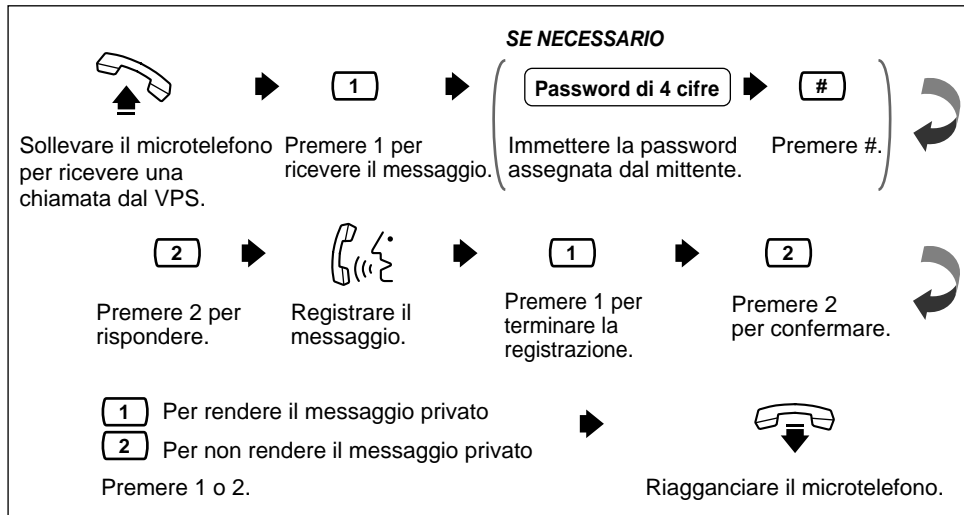 SE NECESSARIO
1
Password di 4 cifre
#
Sollevare il microtelefono
per ricevere una
chiamata dal VPS.
Premere 1 per
ricevere il messaggio.
Immettere la password
assegnata dal mittente.
Premere #.
2
1
2
Premere 2 per
rispondere.
Registrare il
messaggio.
Premere 1 per
terminare la
registrazione.
Premere 2
per confermare.
1 Per rendere il messaggio privato
2 Per non rendere il messaggio privato
Premere 1 o 2.
Riagganciare il microtelefono.